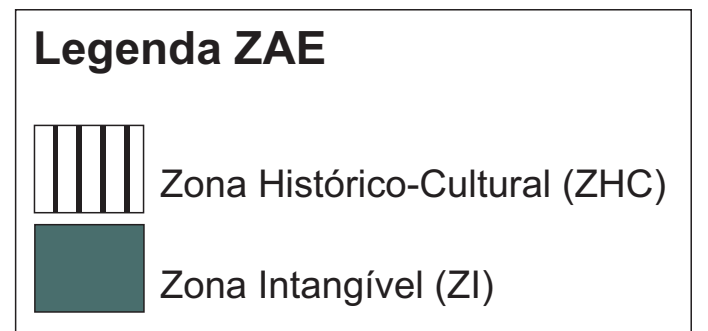 Legenda ZAE
Zona Histórico-Cultural (ZHC)
Zona Intangível (ZI)